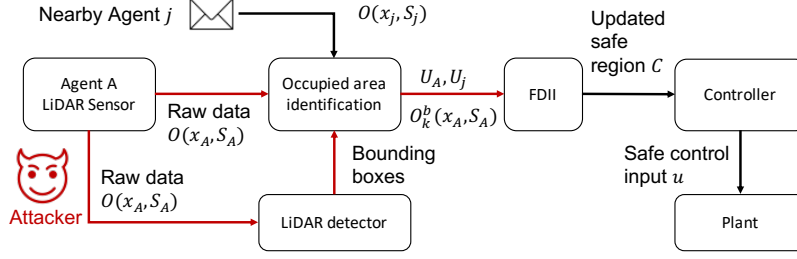 Nearby Agent j
O(x_j, S_j)
Agent A
LiDAR Sensor
Raw data
O(x_A, S_A)
Occupied area
identification
U_A, U_j
O_k^b(x_A, S_A)
FDII
Updated
safe
region C
Controller
Attacker
Raw data
O(x_A, S_A)
Bounding
boxes
LiDAR detector
Safe control
input u
Plant